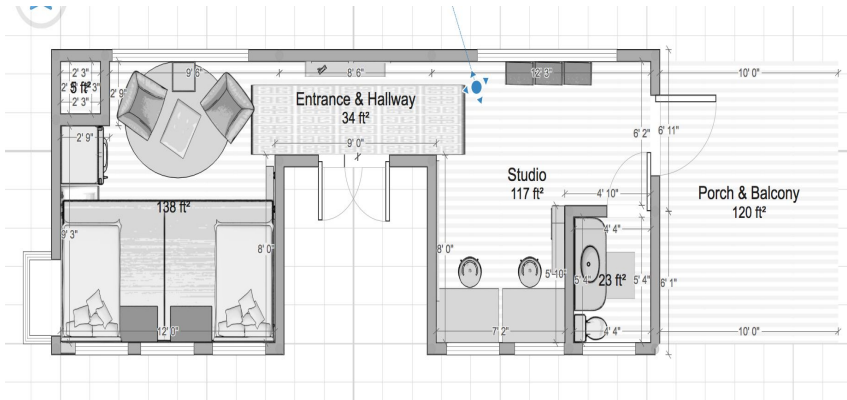 2' 3"
5 ft²
2' 3"
2' 9"
9' 6"
8' 6"
12' 3"
10' 0"
Entrance & Hallway
34 ft²
9' 0"
2' 9"
6' 2"
6' 11"
Studio
117 ft²
4' 10"
Porch & Balcony
120 ft²
138 ft²
9' 3"
8' 0"
8' 0"
4' 4"
5' 10"
5' 4"
23 ft²
5' 4"
6' 1"
12' 0"
7' 2"
4' 4"
10' 0"